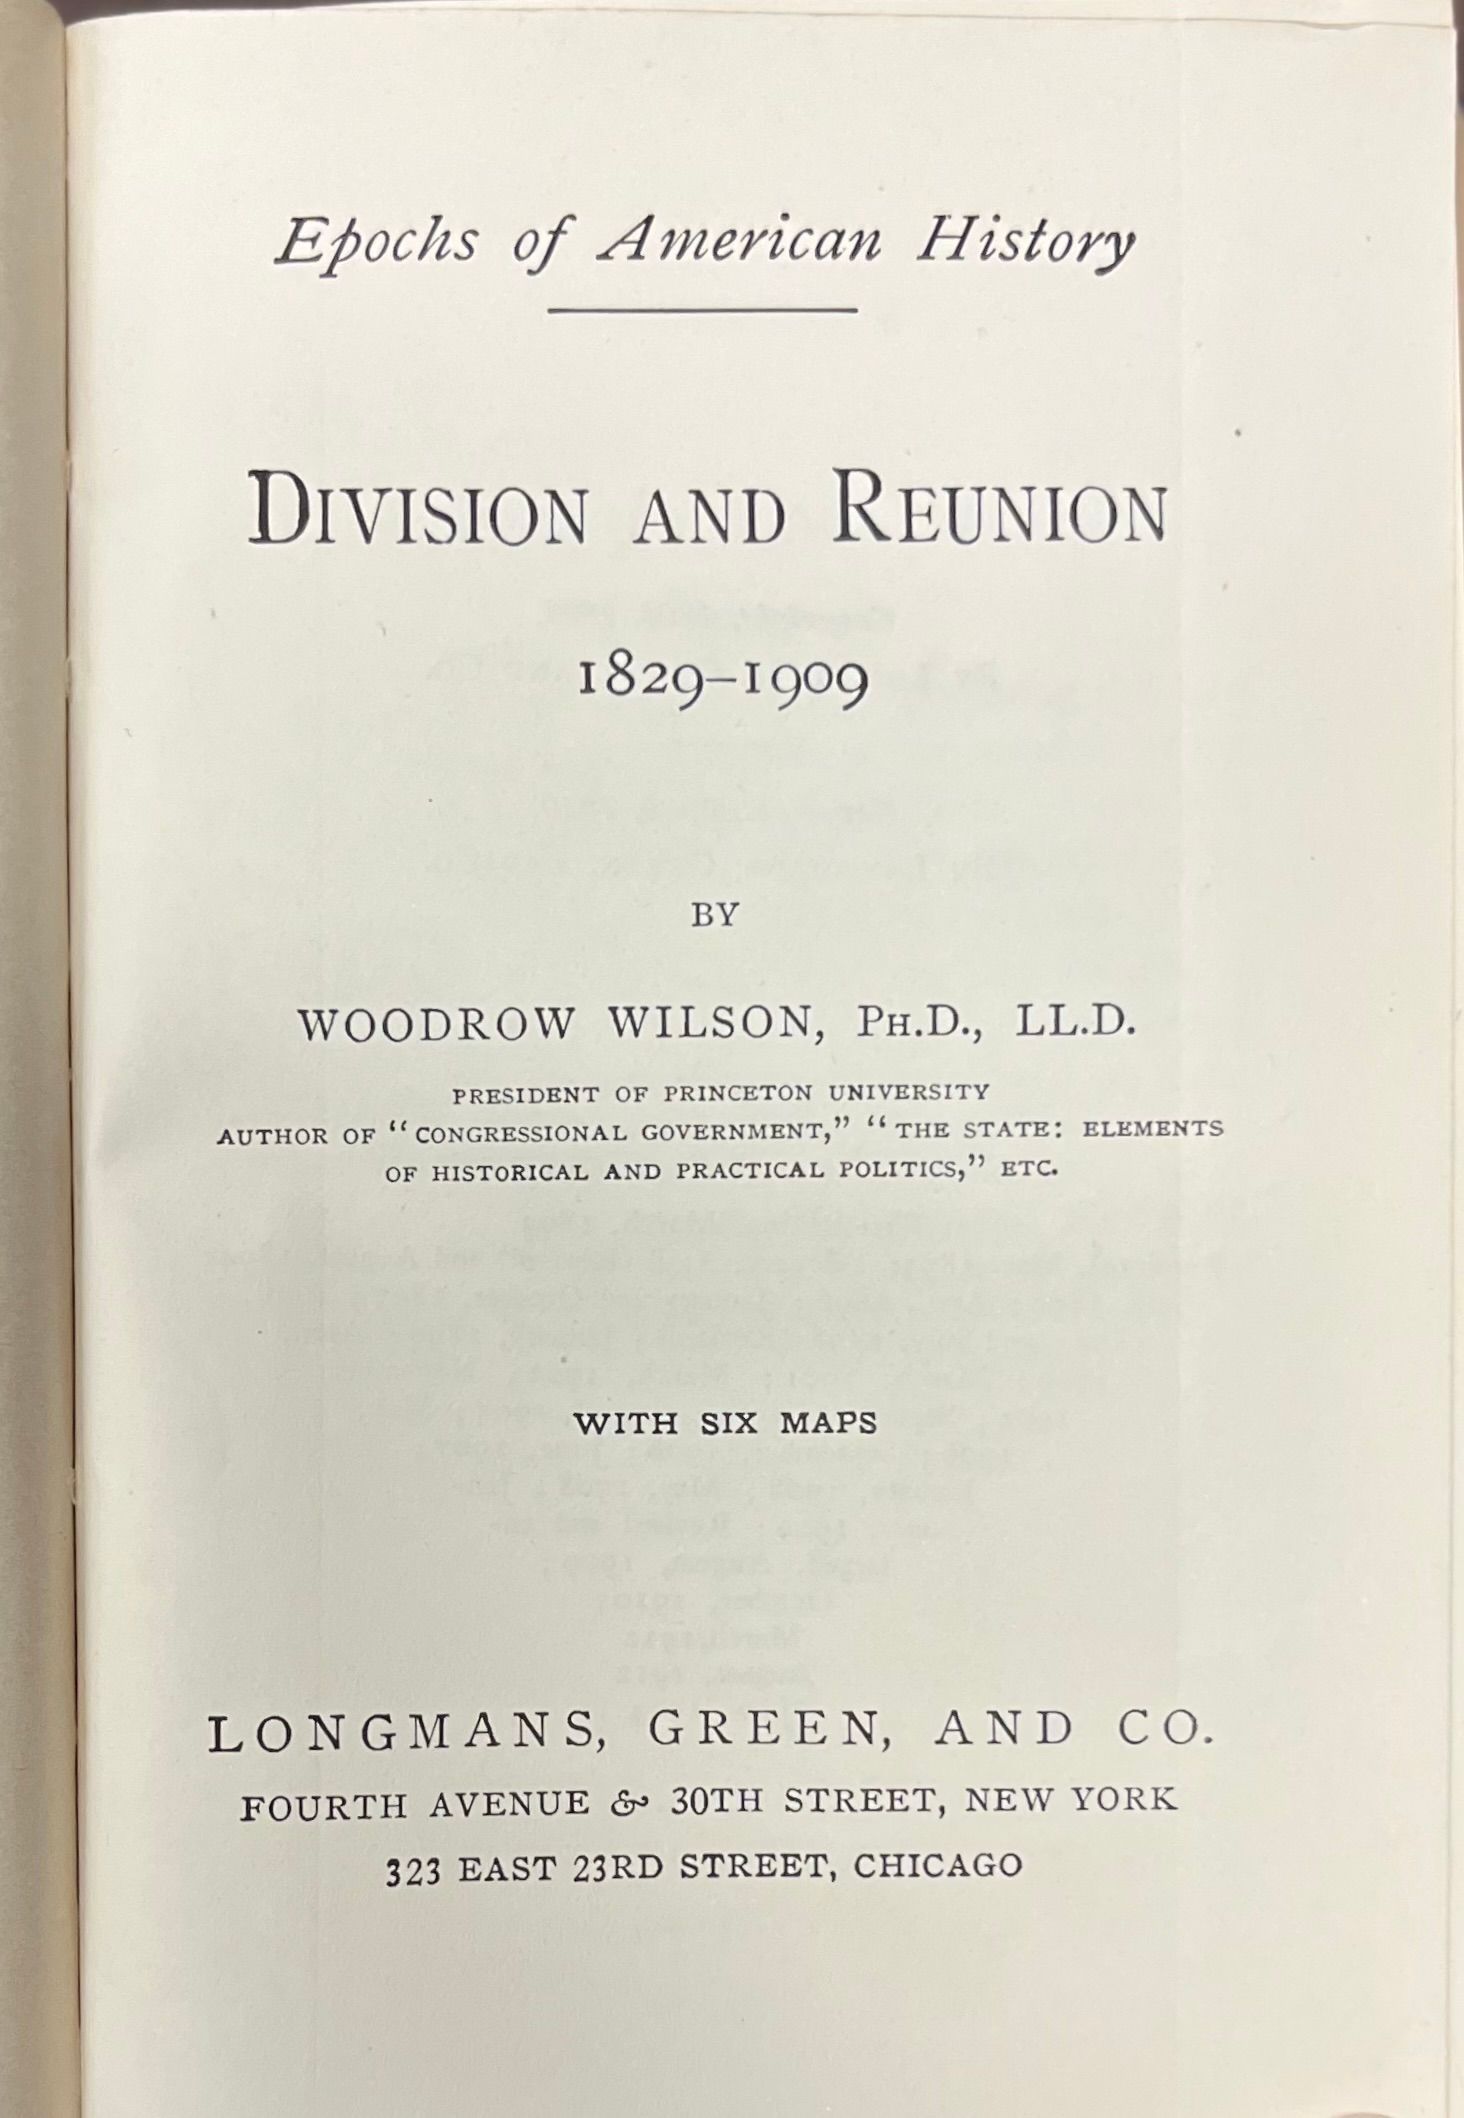 Epochs of American History
DIVISION AND REUNION
1829–1909
BY
WOODROW WILSON, PH.D., LL.D.
PRESIDENT OF PRINCETON UNIVERSITY
AUTHOR OF “CONGRESSIONAL GOVERNMENT,” “THE STATE: ELEMENTS
OF HISTORICAL AND PRACTICAL POLITICS,” ETC.
WITH SIX MAPS
LONGMANS, GREEN, AND CO.
FOURTH AVENUE & 30TH STREET, NEW YORK
323 EAST 23RD STREET, CHICAGO